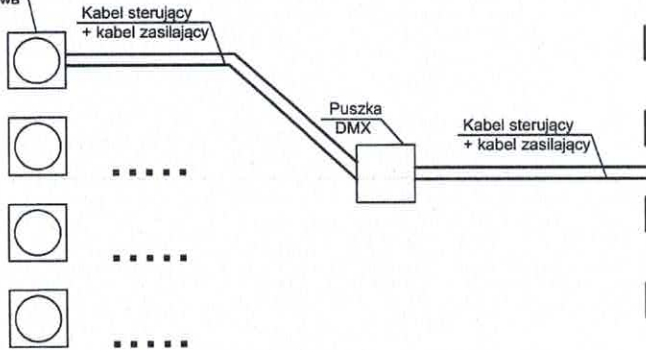 Kabel sterujący
+ kabel zasilający
Puszka
DMX
Kabel sterujący
+ kabel zasilający